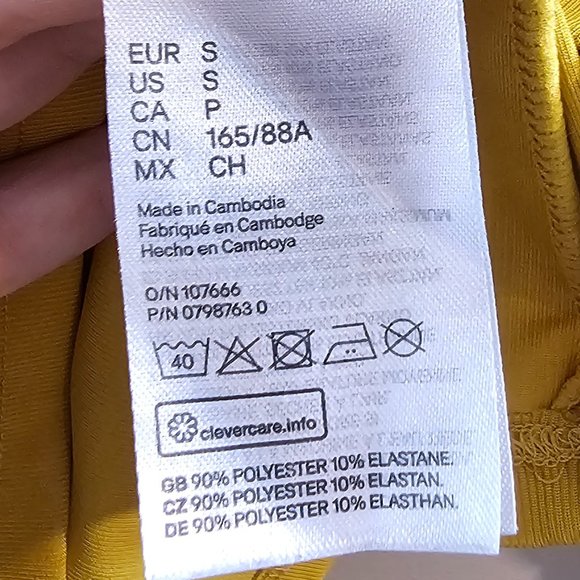 EUR S
US S
CA P
CN 165/88A
MX CH
Made in Cambodia
Fabriqué en Cambodge
Hecho en Camboya
O/N 107666
P/N 0798763 0
40
clevercare.info
GB 90% POLYESTER 10% ELASTANE.
CZ 90% POLYESTER 10% ELASTAN.
DE 90% POLYESTER 10% ELASTHAN.